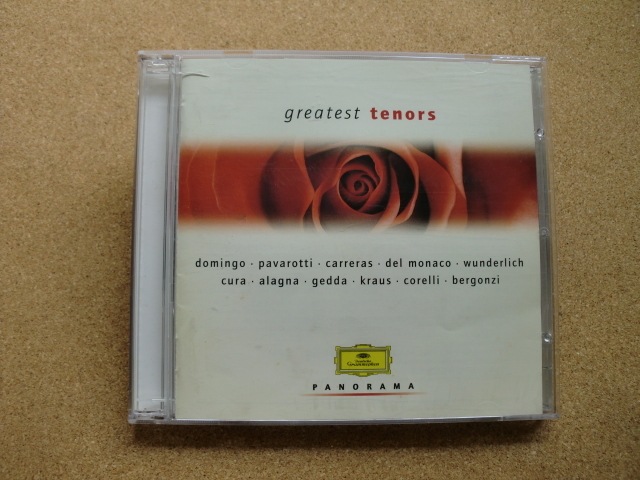 greatest tenors
domingo · pavarotti · carreras · del monaco · wunderlich
cura · alagna · gedda · kraus · corelli · bergonzi
Deutsche
Grammophon
PANORAMA